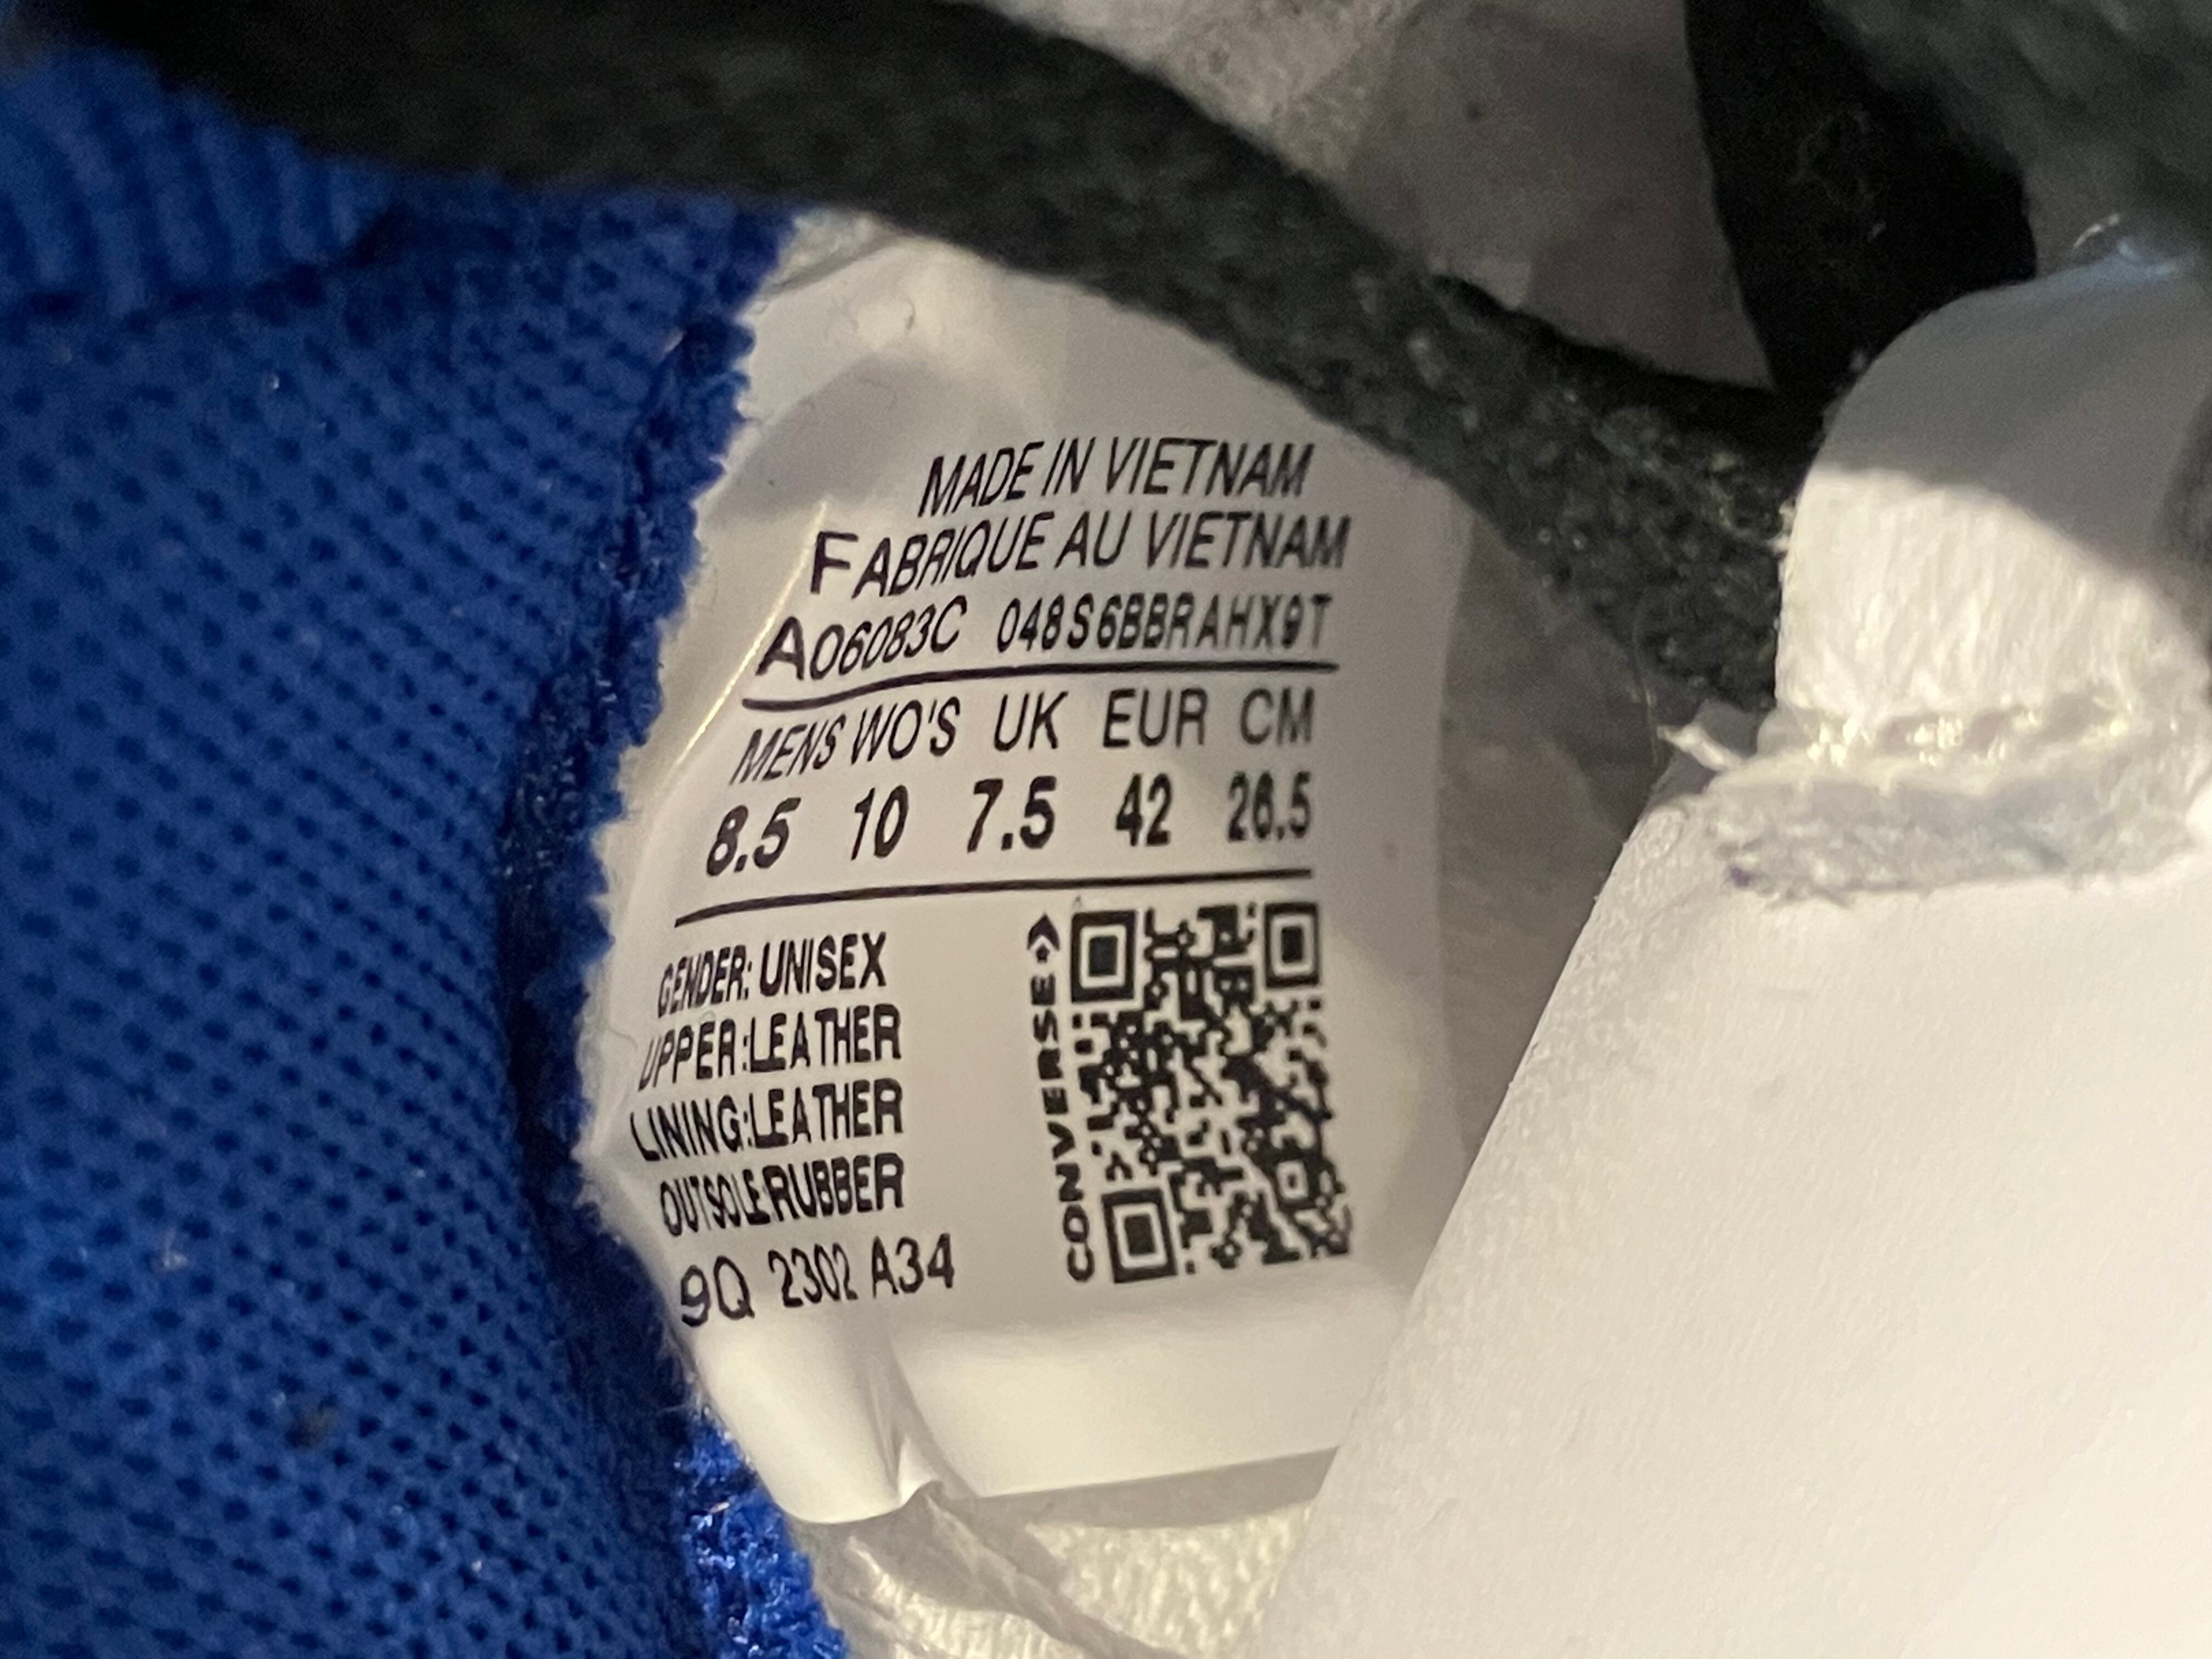 MADE IN VIETNAM
FABRIQUE AU VIETNAM
A06083C 048S6BBRAHX9T
MENS WO'S UK EUR CM
8.5 10 7.5 42 26.5
GENDER: UNISEX
UPPER:LEATHER
LINING:LEATHER
OUTSOLE:RUBBER
9Q 2302 A34
CONVERSE